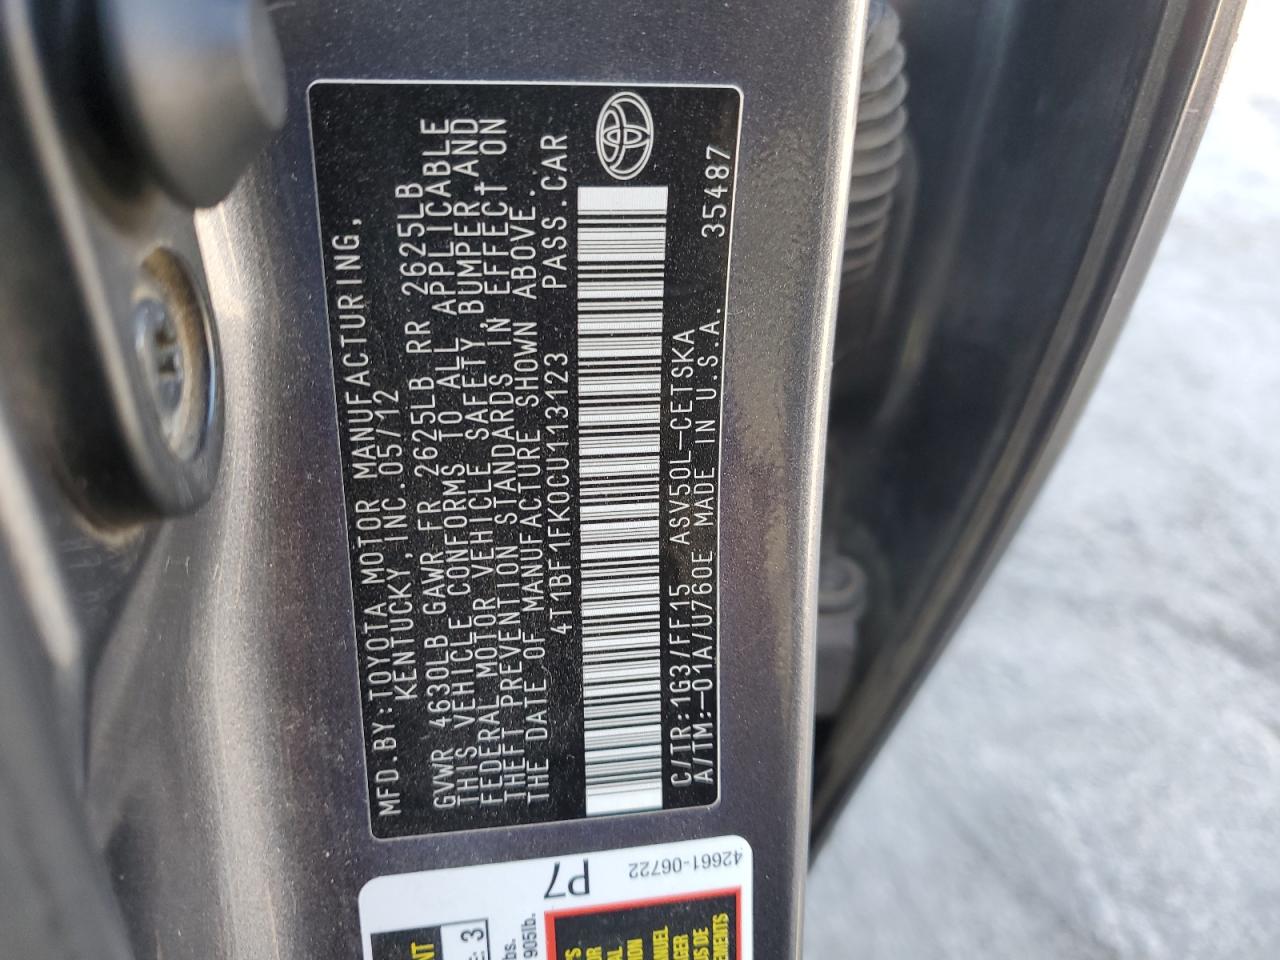 MFD.BY:TOYOTA MOTOR MANUFACTURING,
KENTUCKY,INC.05/12
GVWR 4630LB GAWR FR 2625LB RR 2625LB
THIS VEHICLE CONFORMS TO ALL APPLICABLE
FEDERAL MOTOR VEHICLE SAFETY,BUMPER,AND
THEFT PREVENTION STANDARDS IN EFFECT ON
THE DATE OF MANUFACTURE SHOWN ABOVE.
4T1BF1FK0CU113123 PASS.CAR
C/TR:1G3/FF15 ASV50L-CETSKA
A/TM:-01A/U760E MADE IN U.S.A. 35487
P7
42661-06722
3
905lb.